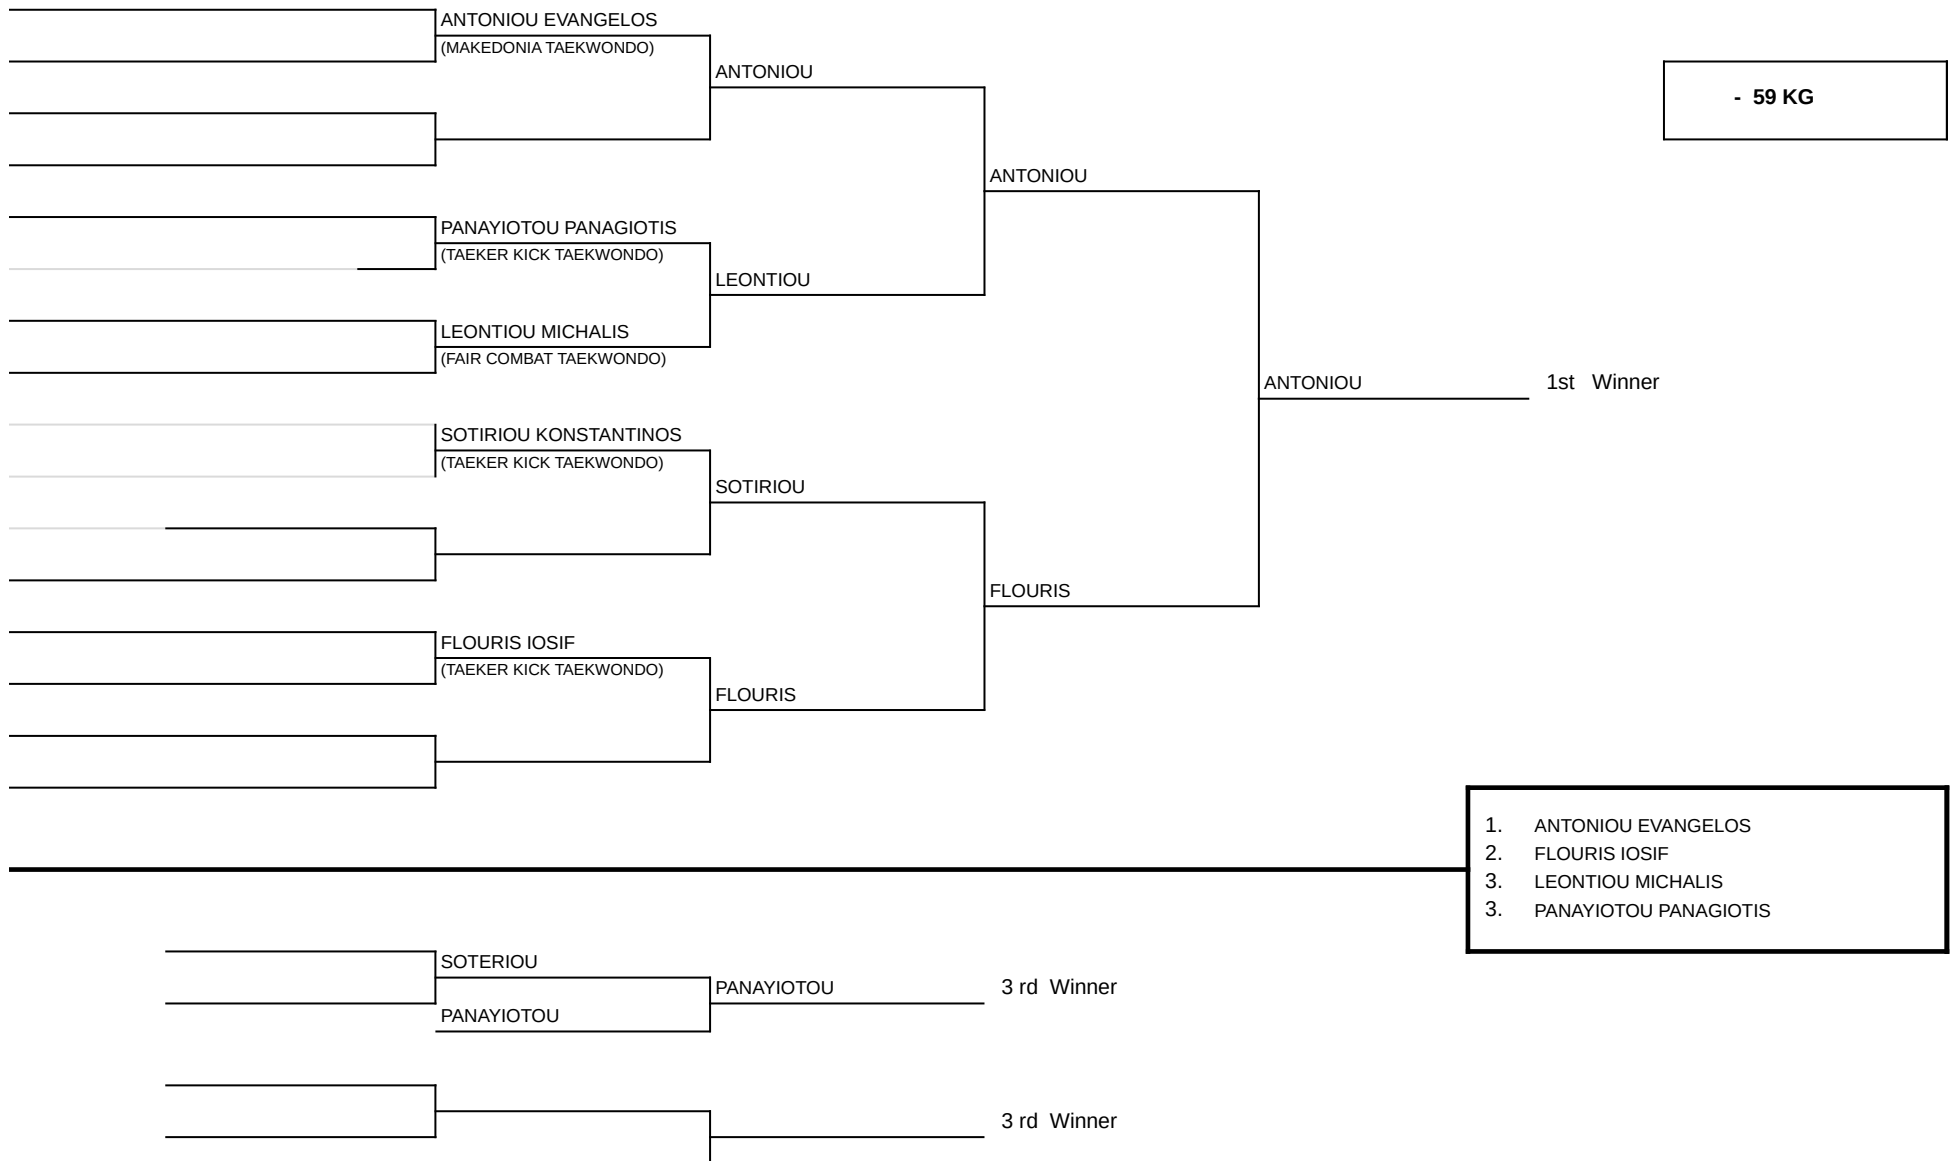 ANTONIOU EVANGELOS
(MAKEDONIA TAEKWONDO)
ANTONIOU
- 59 KG
ANTONIOU
PANAYIOTOU PANAGIOTIS
(TAEKER KICK TAEKWONDO)
LEONTIOU
LEONTIOU MICHALIS
(FAIR COMBAT TAEKWONDO)
ANTONIOU
1st Winner
SOTIRIOU KONSTANTINOS
(TAEKER KICK TAEKWONDO)
SOTIRIOU
FLOURIS
FLOURIS IOSIF
(TAEKER KICK TAEKWONDO)
FLOURIS
1. ANTONIOU EVANGELOS
2. FLOURIS IOSIF
3. LEONTIOU MICHALIS
3. PANAYIOTOU PANAGIOTIS
SOTERIOU
PANAYIOTOU
3 rd Winner
PANAYIOTOU
3 rd Winner